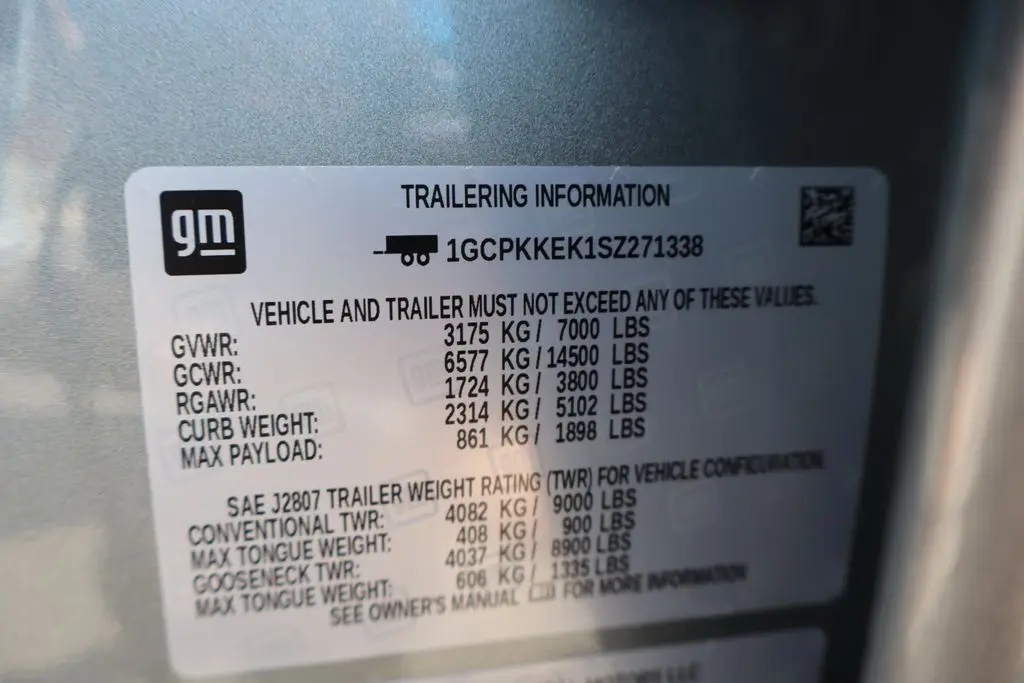 gm
TRAILERING INFORMATION
1GCPKKEK1SZ271338
VEHICLE AND TRAILER MUST NOT EXCEED ANY OF THESE VALUES.
GVWR: 3175 KG/ 7000 LBS
GCWR: 6577 KG/14500 LBS
RGAWR: 1724 KG/ 3800 LBS
CURB WEIGHT: 2314 KG/ 5102 LBS
MAX PAYLOAD: 861 KG/ 1898 LBS
SAE J2807 TRAILER WEIGHT RATING (TWR) FOR VEHICLE CONFIGURATION.
CONVENTIONAL TWR: 4082 KG/ 9000 LBS
MAX TONGUE WEIGHT: 408 KG/ 900 LBS
GOOSENECK TWR: 4037 KG/ 8900 LBS
MAX TONGUE WEIGHT: 606 KG/ 1335 LBS
SEE OWNER'S MANUAL FOR MORE INFORMATION
MOTORS LLC